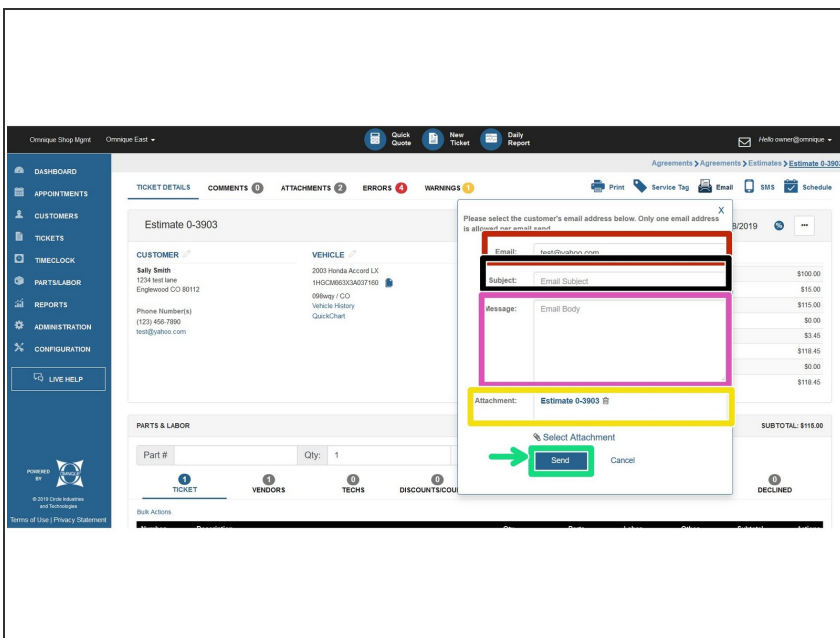 Omnique Shop Mgmt Omnique East
Quick Quote New Ticket Daily Report
Hello owner@omnique
Agreements > Agreements > Estimates > Estimate 0-3903
DASHBOARD
APPOINTMENTS
CUSTOMERS
TICKETS
TIMECLOCK
PARTS/LABOR
REPORTS
ADMINISTRATION
CONFIGURATION
LIVE HELP
POWERED BY OMNIQUE
© 2019 Circle Industries
and Technologies
Terms of Use | Privacy Statement
TICKET DETAILS COMMENTS 0 ATTACHMENTS 2 ERRORS 4 WARNINGS 1
Print Service Tag Email SMS Schedule
Estimate 0-3903
8/2019
CUSTOMER
Sally Smith
1234 test lane
Englewood CO 80112
Phone Number(s)
(123) 456-7890
test@yahoo.com
VEHICLE
2003 Honda Accord LX
1HGCM663X3A037160
098wqy / CO
Vehicle History
QuickChart
X
Please select the customer's email address below. Only one email address
is allowed per email send.
Email: test@yahoo.com
Subject: Email Subject
Message: Email Body
Attachment: Estimate 0-3903
Select Attachment
Send Cancel
$100.00
$15.00
$115.00
$0.00
$3.45
$118.45
$0.00
$118.45
PARTS & LABOR
SUBTOTAL: $115.00
Part # Qty: 1
1 TICKET
1 VENDORS
0 TECHS
0 DISCOUNTS/COU
0 DECLINED
Bulk Actions